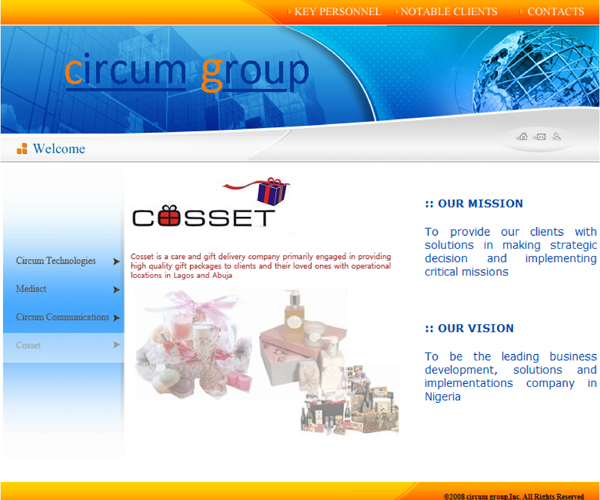 KEY PERSONNEL
NOTABLE CLIENTS
CONTACTS
circum group
Welcome
Circum Technologies
Mediact
Circum Communications
Cosset
COSSET
Cosset is a care and gift delivery company primarily engaged in providing
high quality gift packages to clients and their loved ones with operational
locations in Lagos and Abuja
:: OUR MISSION
To provide our clients with
solutions in making strategic
decision and implementing
critical missions
:: OUR VISION
To be the leading business
development, solutions and
implementations company in
Nigeria
©2008 circum group,Inc. All Rights Reserved